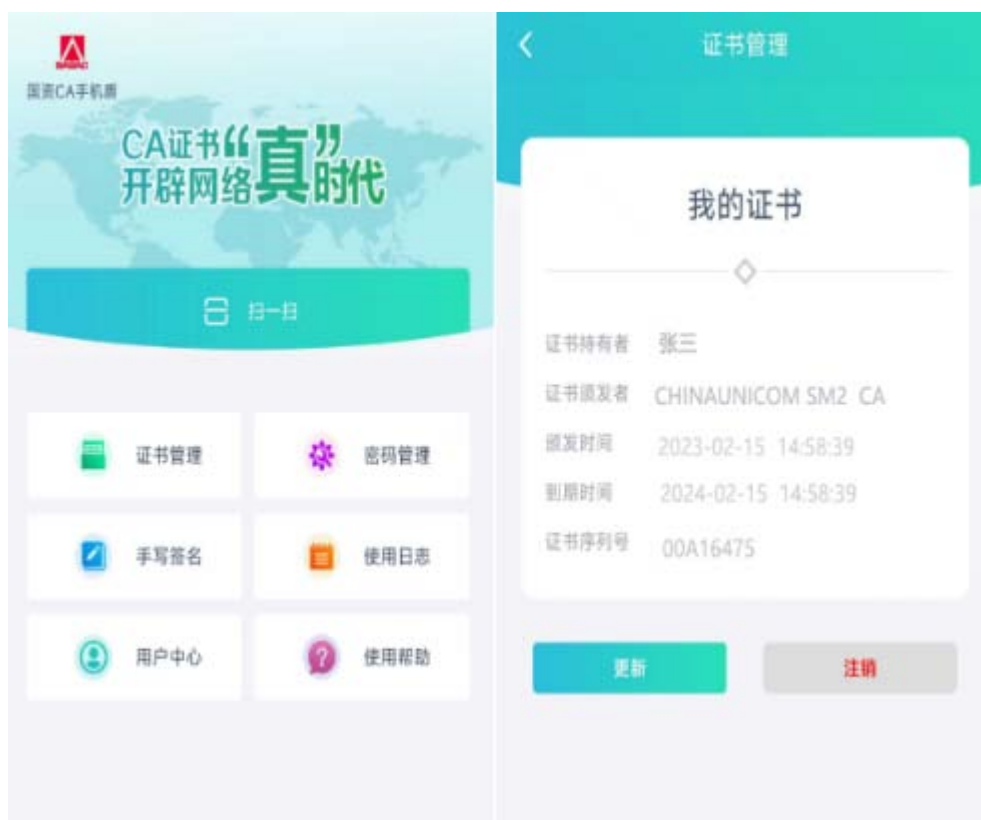 国资CA手机盾
CA证书“真”时代
开辟网络
扫一扫
证书管理
密码管理
手写签名
使用日志
用户中心
使用帮助
证书管理
我的证书
证书持有者 张三
证书颁发者 CHINAUNICOM SM2 CA
颁发时间 2023-02-15 14:58:39
到期时间 2024-02-15 14:58:39
证书序列号 00A16475
更新
注销